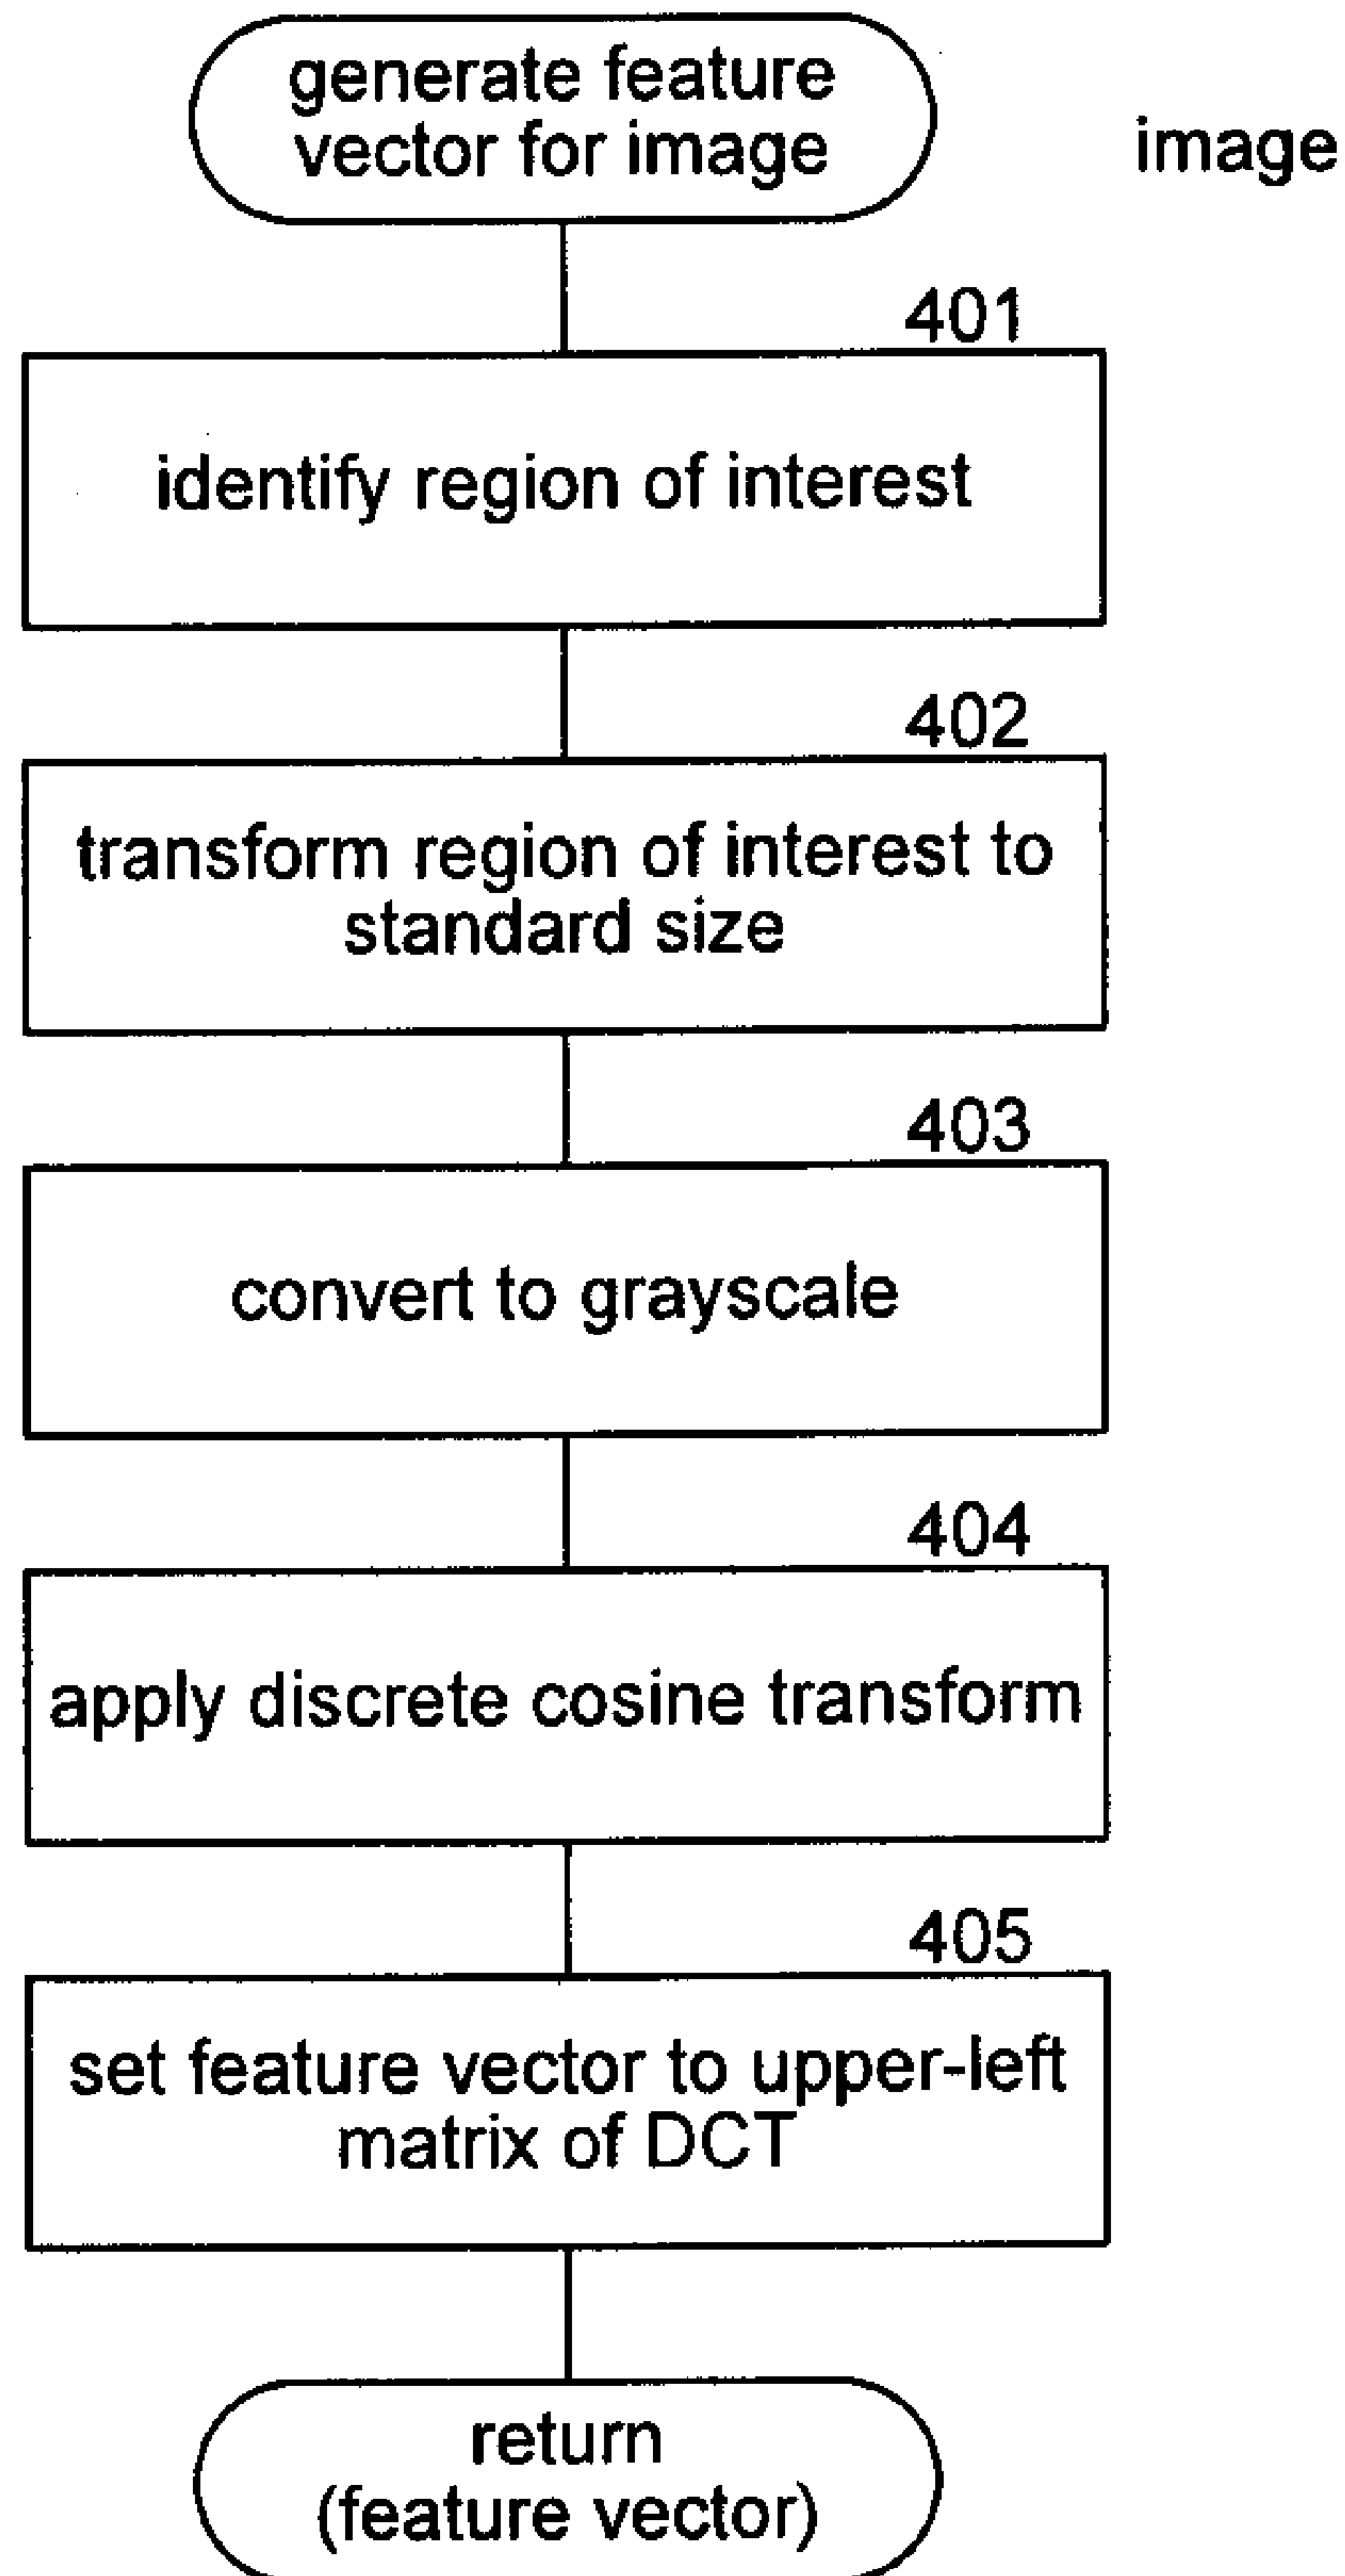 generate feature
vector for image
image
401
identify region of interest
402
transform region of interest to
standard size
403
convert to grayscale
404
apply discrete cosine transform
405
set feature vector to upper-left
matrix of DCT
return
(feature vector)